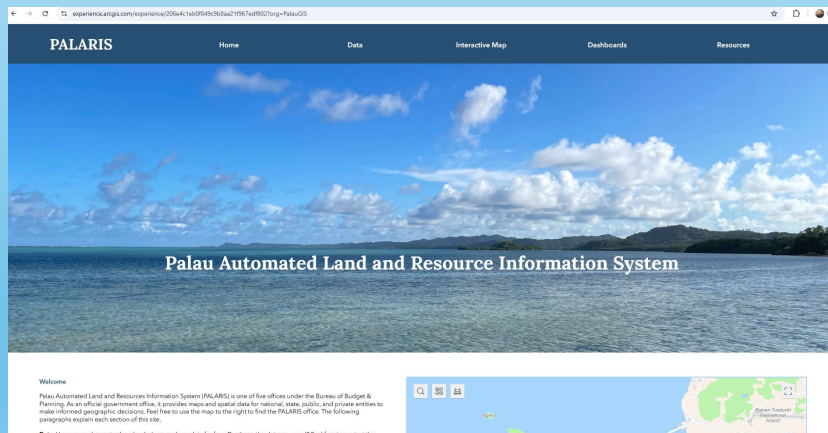 experience.arcgis.com/experience/206e4c1eb0f849c9b8aa21f967edf802?org=PalauGIS
PALARIS
Home
Data
Interactive Map
Dashboards
Resources
Palau Automated Land and Resource Information System
Welcome
Palau Automated Land and Resources Information System (PALARIS) is one of five offices under the Bureau of Budget &
Planning. As an official government office, it provides maps and spatial data for national, state, public, and private entities to
make informed geographic decisions. Feel free to use the map to the right to find the PALARIS office. The following
paragraphs explain each section of this site.
International
Airport